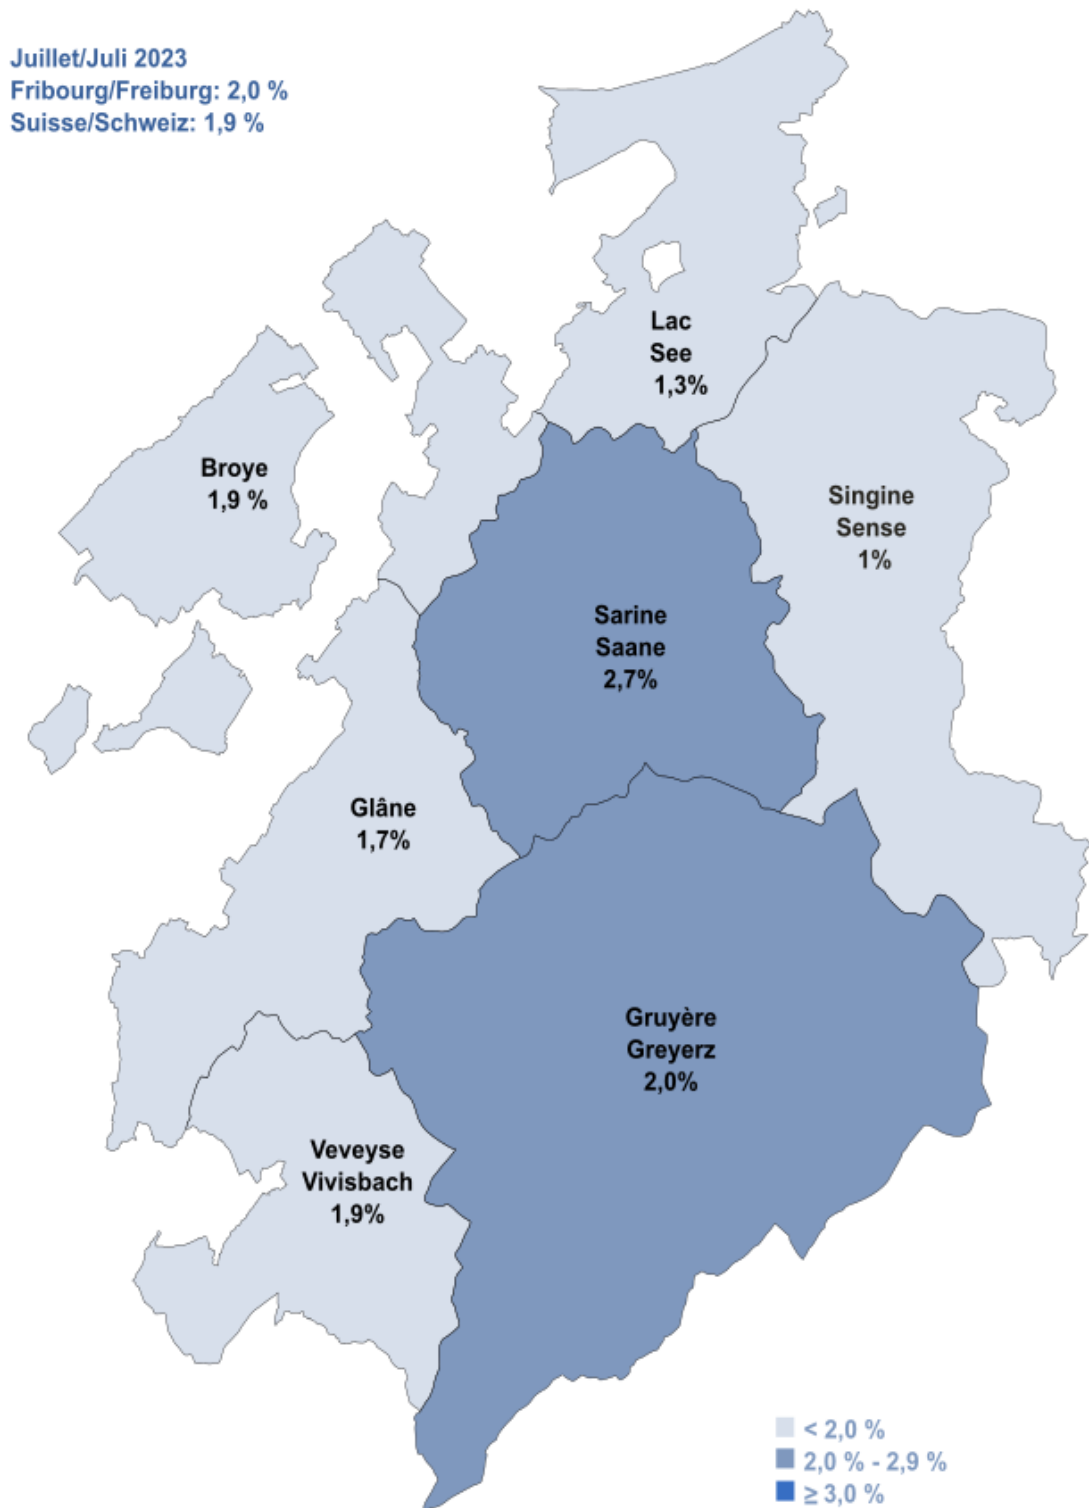 Juillet/Juli 2023
Fribourg/Freiburg: 2,0 %
Suisse/Schweiz: 1,9 %
Lac
See
1,3%
Broye
1,9 %
Singine
Sense
1%
Sarine
Saane
2,7%
Glâne
1,7%
Gruyère
Greyerz
2,0%
Veveyse
Vivisbach
1,9%
< 2,0 %
2,0 % - 2,9 %
≥ 3,0 %